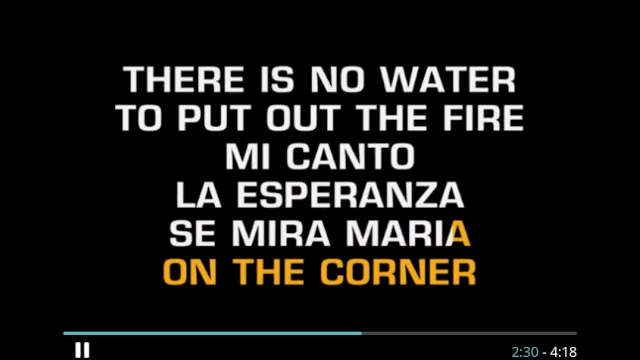 THERE IS NO WATER
TO PUT OUT THE FIRE
MI CANTO
LA ESPERANZA
SE MIRA MARIA
ON THE CORNER
2:30 - 4:18